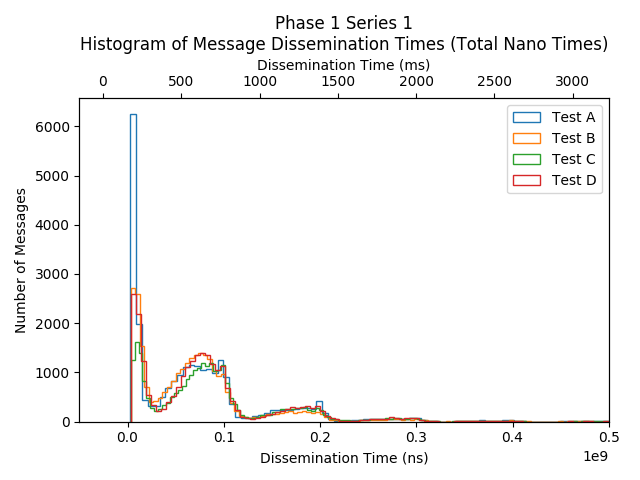 Phase 1 Series 1
Histogram of Message Dissemination Times (Total Nano Times)
Dissemination Time (ms)
0 500 1000 1500 2000 2500 3000
Test A
Test B
Test C
Test D
6000
5000
4000
3000
2000
1000
0
Number of Messages
0.0 0.1 0.2 0.3 0.4 0.5
1e9
Dissemination Time (ns)